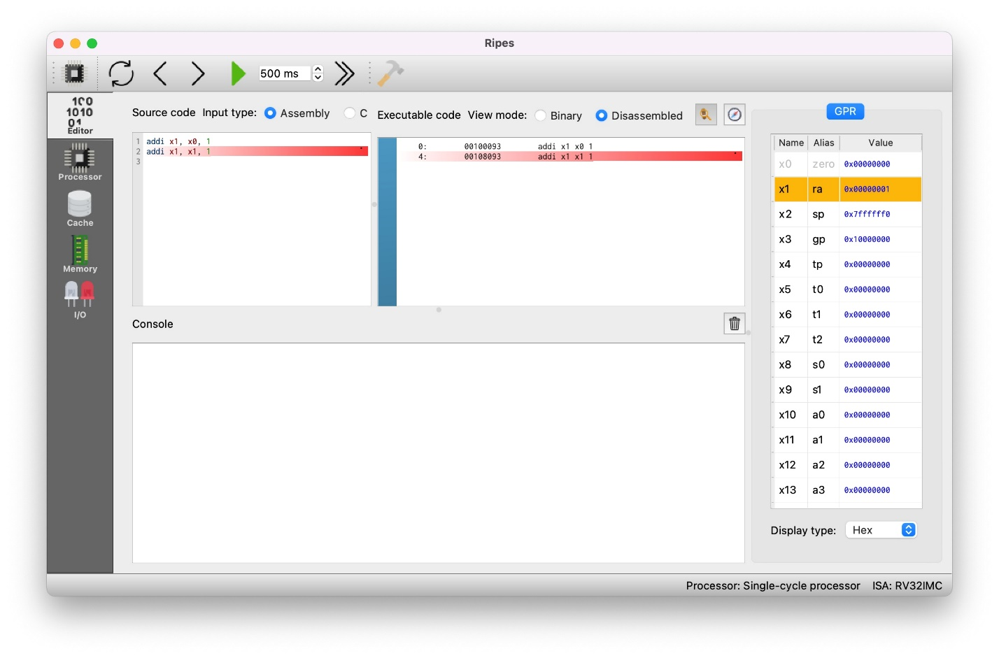 Ripes
500 ms
Editor
Processor
Cache
Memory
I/O
Source code Input type: Assembly C
1 addi x1, x0, 1
2 addi x1, x1, 1
3
Executable code View mode: Binary Disassembled
0: 00100093 addi x1 x0 1
4: 00108093 addi x1 x1 1
Console
GPR
Name Alias Value
x0 zero 0x00000000
x1 ra 0x00000001
x2 sp 0x7ffffff0
x3 gp 0x10000000
x4 tp 0x00000000
x5 t0 0x00000000
x6 t1 0x00000000
x7 t2 0x00000000
x8 s0 0x00000000
x9 s1 0x00000000
x10 a0 0x00000000
x11 a1 0x00000000
x12 a2 0x00000000
x13 a3 0x00000000
Display type: Hex
Processor: Single-cycle processor ISA: RV32IMC